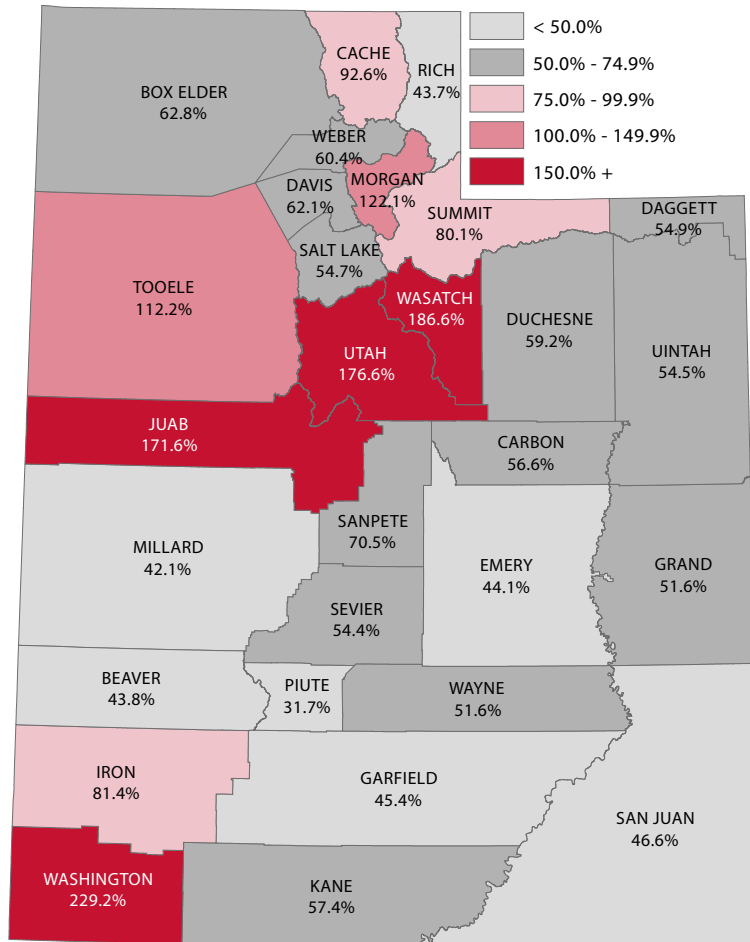 < 50.0%
50.0% - 74.9%
75.0% - 99.9%
100.0% - 149.9%
150.0% +
CACHE
92.6%
RICH
43.7%
BOX ELDER
62.8%
WEBER
60.4%
DAVIS
62.1%
MORGAN
122.1%
SUMMIT
80.1%
DAGGETT
54.9%
SALT LAKE
54.7%
TOOELE
112.2%
WASATCH
186.6%
DUCHESNE
59.2%
UINTAH
54.5%
UTAH
176.6%
JUAB
171.6%
CARBON
56.6%
SANPETE
70.5%
MILLARD
42.1%
EMERY
44.1%
GRAND
51.6%
SEVIER
54.4%
BEAVER
43.8%
PIUTE
31.7%
WAYNE
51.6%
IRON
81.4%
GARFIELD
45.4%
SAN JUAN
46.6%
WASHINGTON
229.2%
KANE
57.4%